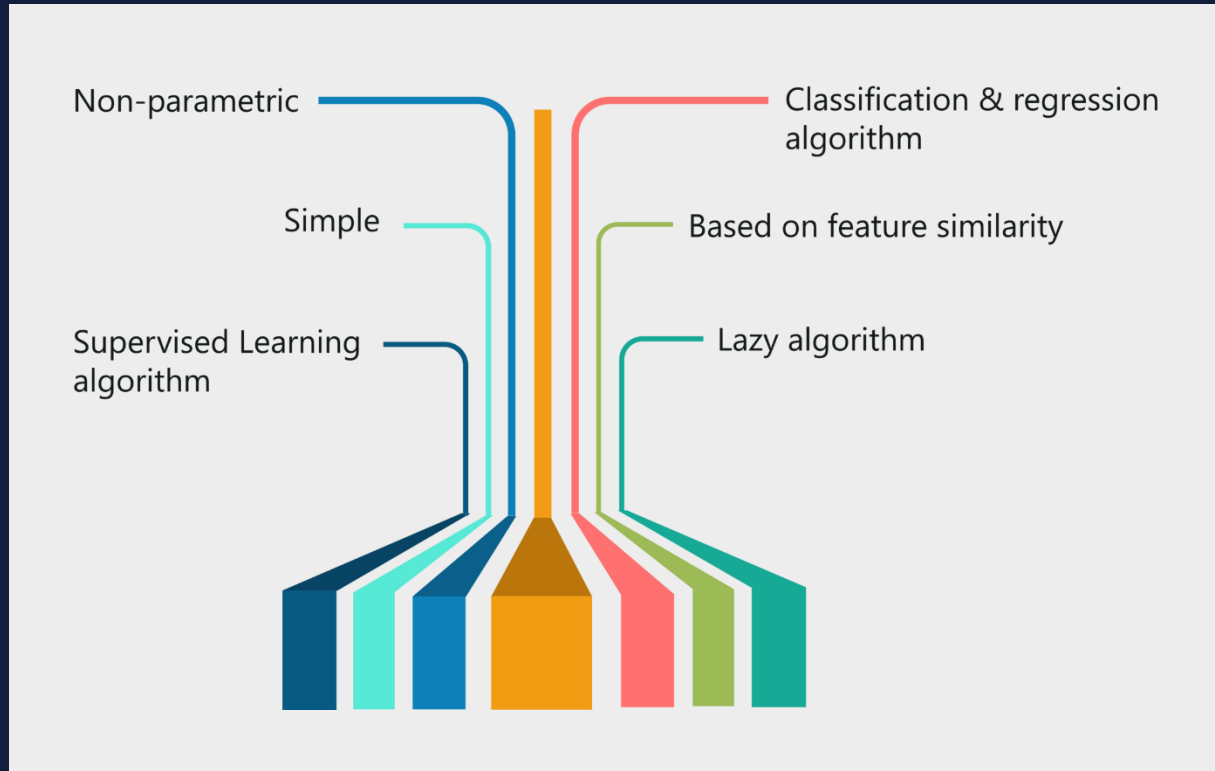 Non-parametric
Classification & regression
algorithm
Simple
Based on feature similarity
Supervised Learning
algorithm
Lazy algorithm